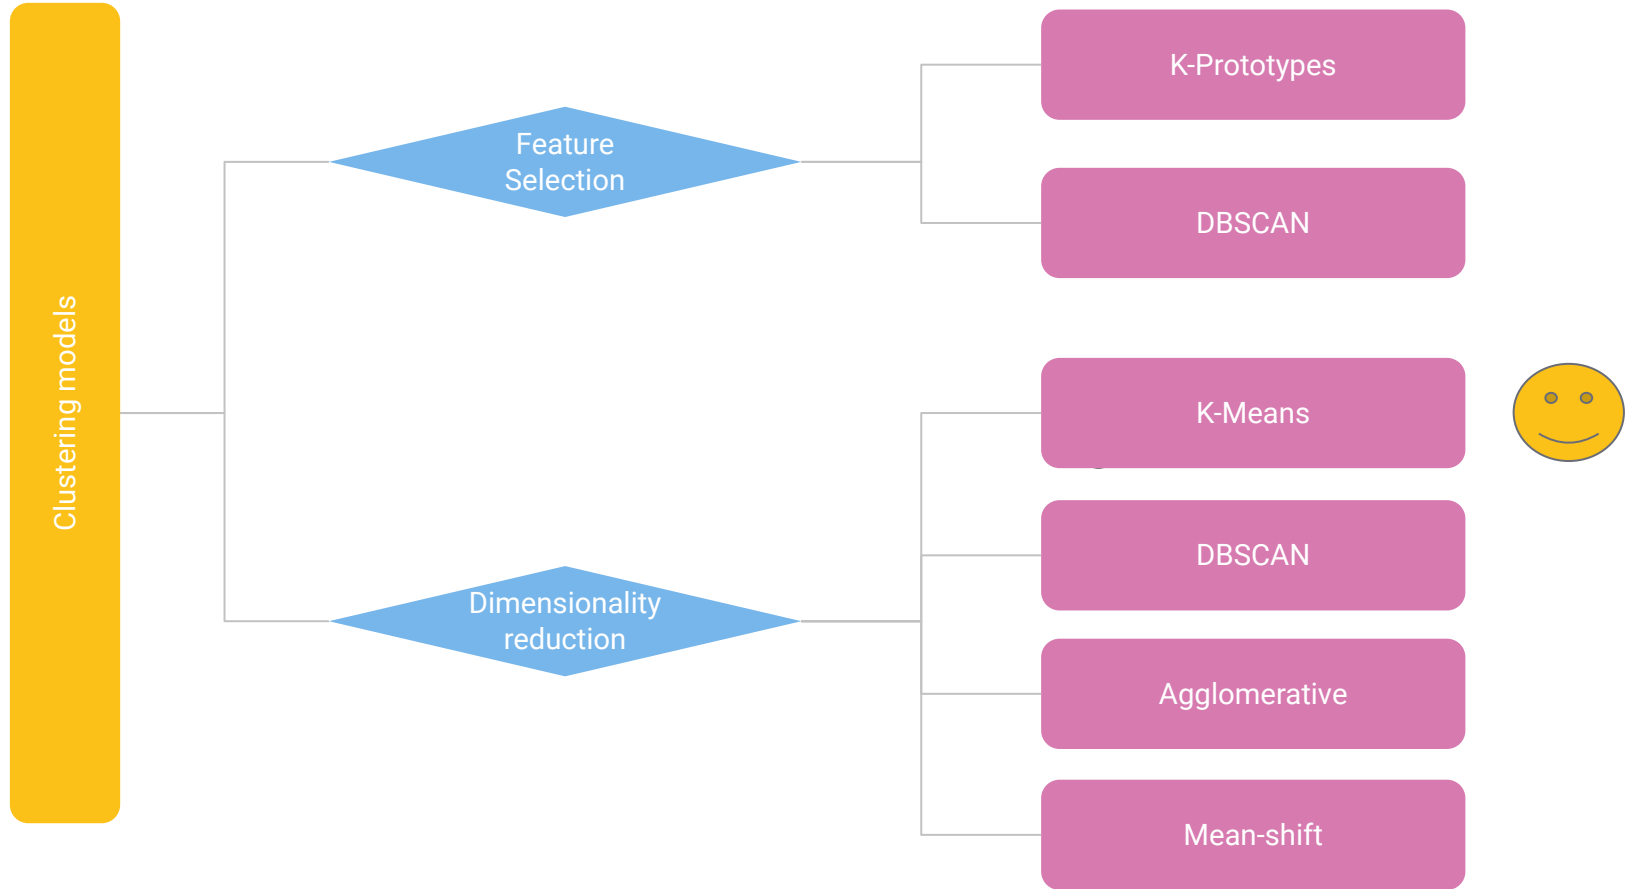 Clustering models
Feature
Selection
K-Prototypes
DBSCAN
Dimensionality
reduction
K-Means
DBSCAN
Agglomerative
Mean-shift